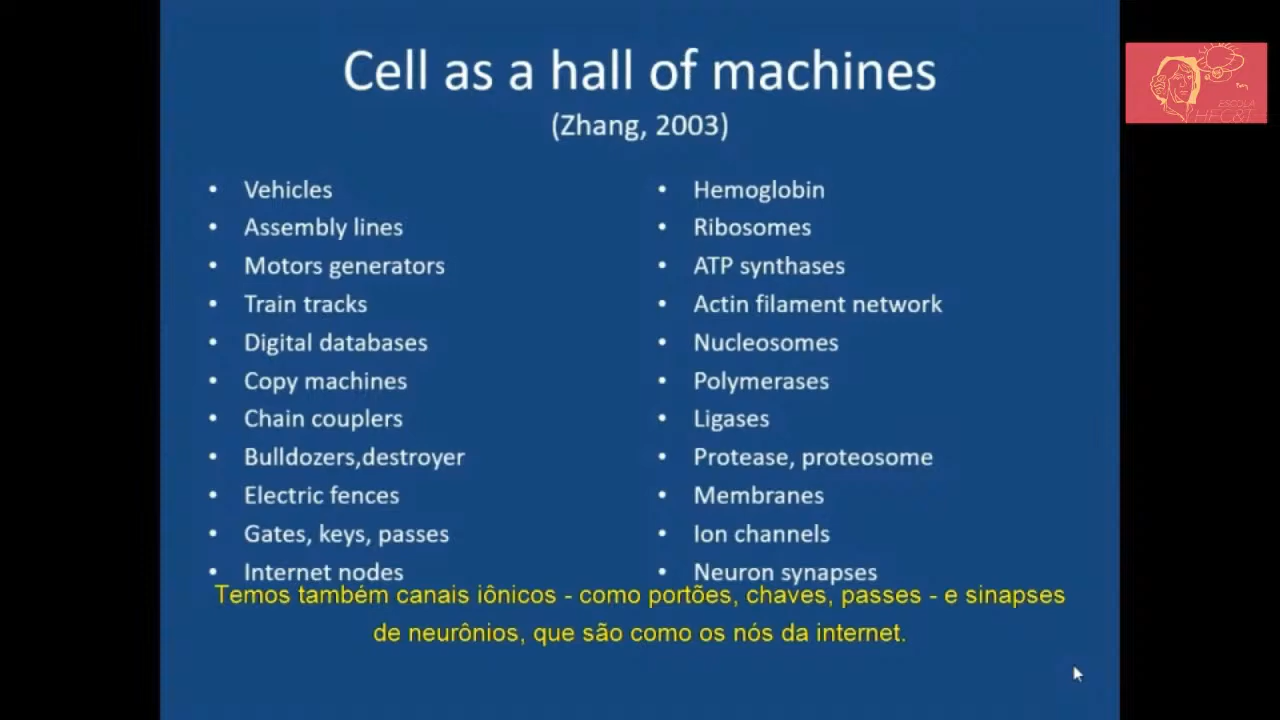 Cell as a hall of machines
(Zhang, 2003)
• Vehicles
• Assembly lines
• Motors generators
• Train tracks
• Digital databases
• Copy machines
• Chain couplers
• Bulldozers,destroyer
• Electric fences
• Gates, keys, passes
• Internet nodes
• Hemoglobin
• Ribosomes
• ATP synthases
• Actin filament network
• Nucleosomes
• Polymerases
• Ligases
• Protease, proteosome
• Membranes
• Ion channels
• Neuron synapses
Temos também canais iônicos - como portões, chaves, passes - e sinapses
de neurônios, que são como os nós da internet.
ESCOLA
HFC&T